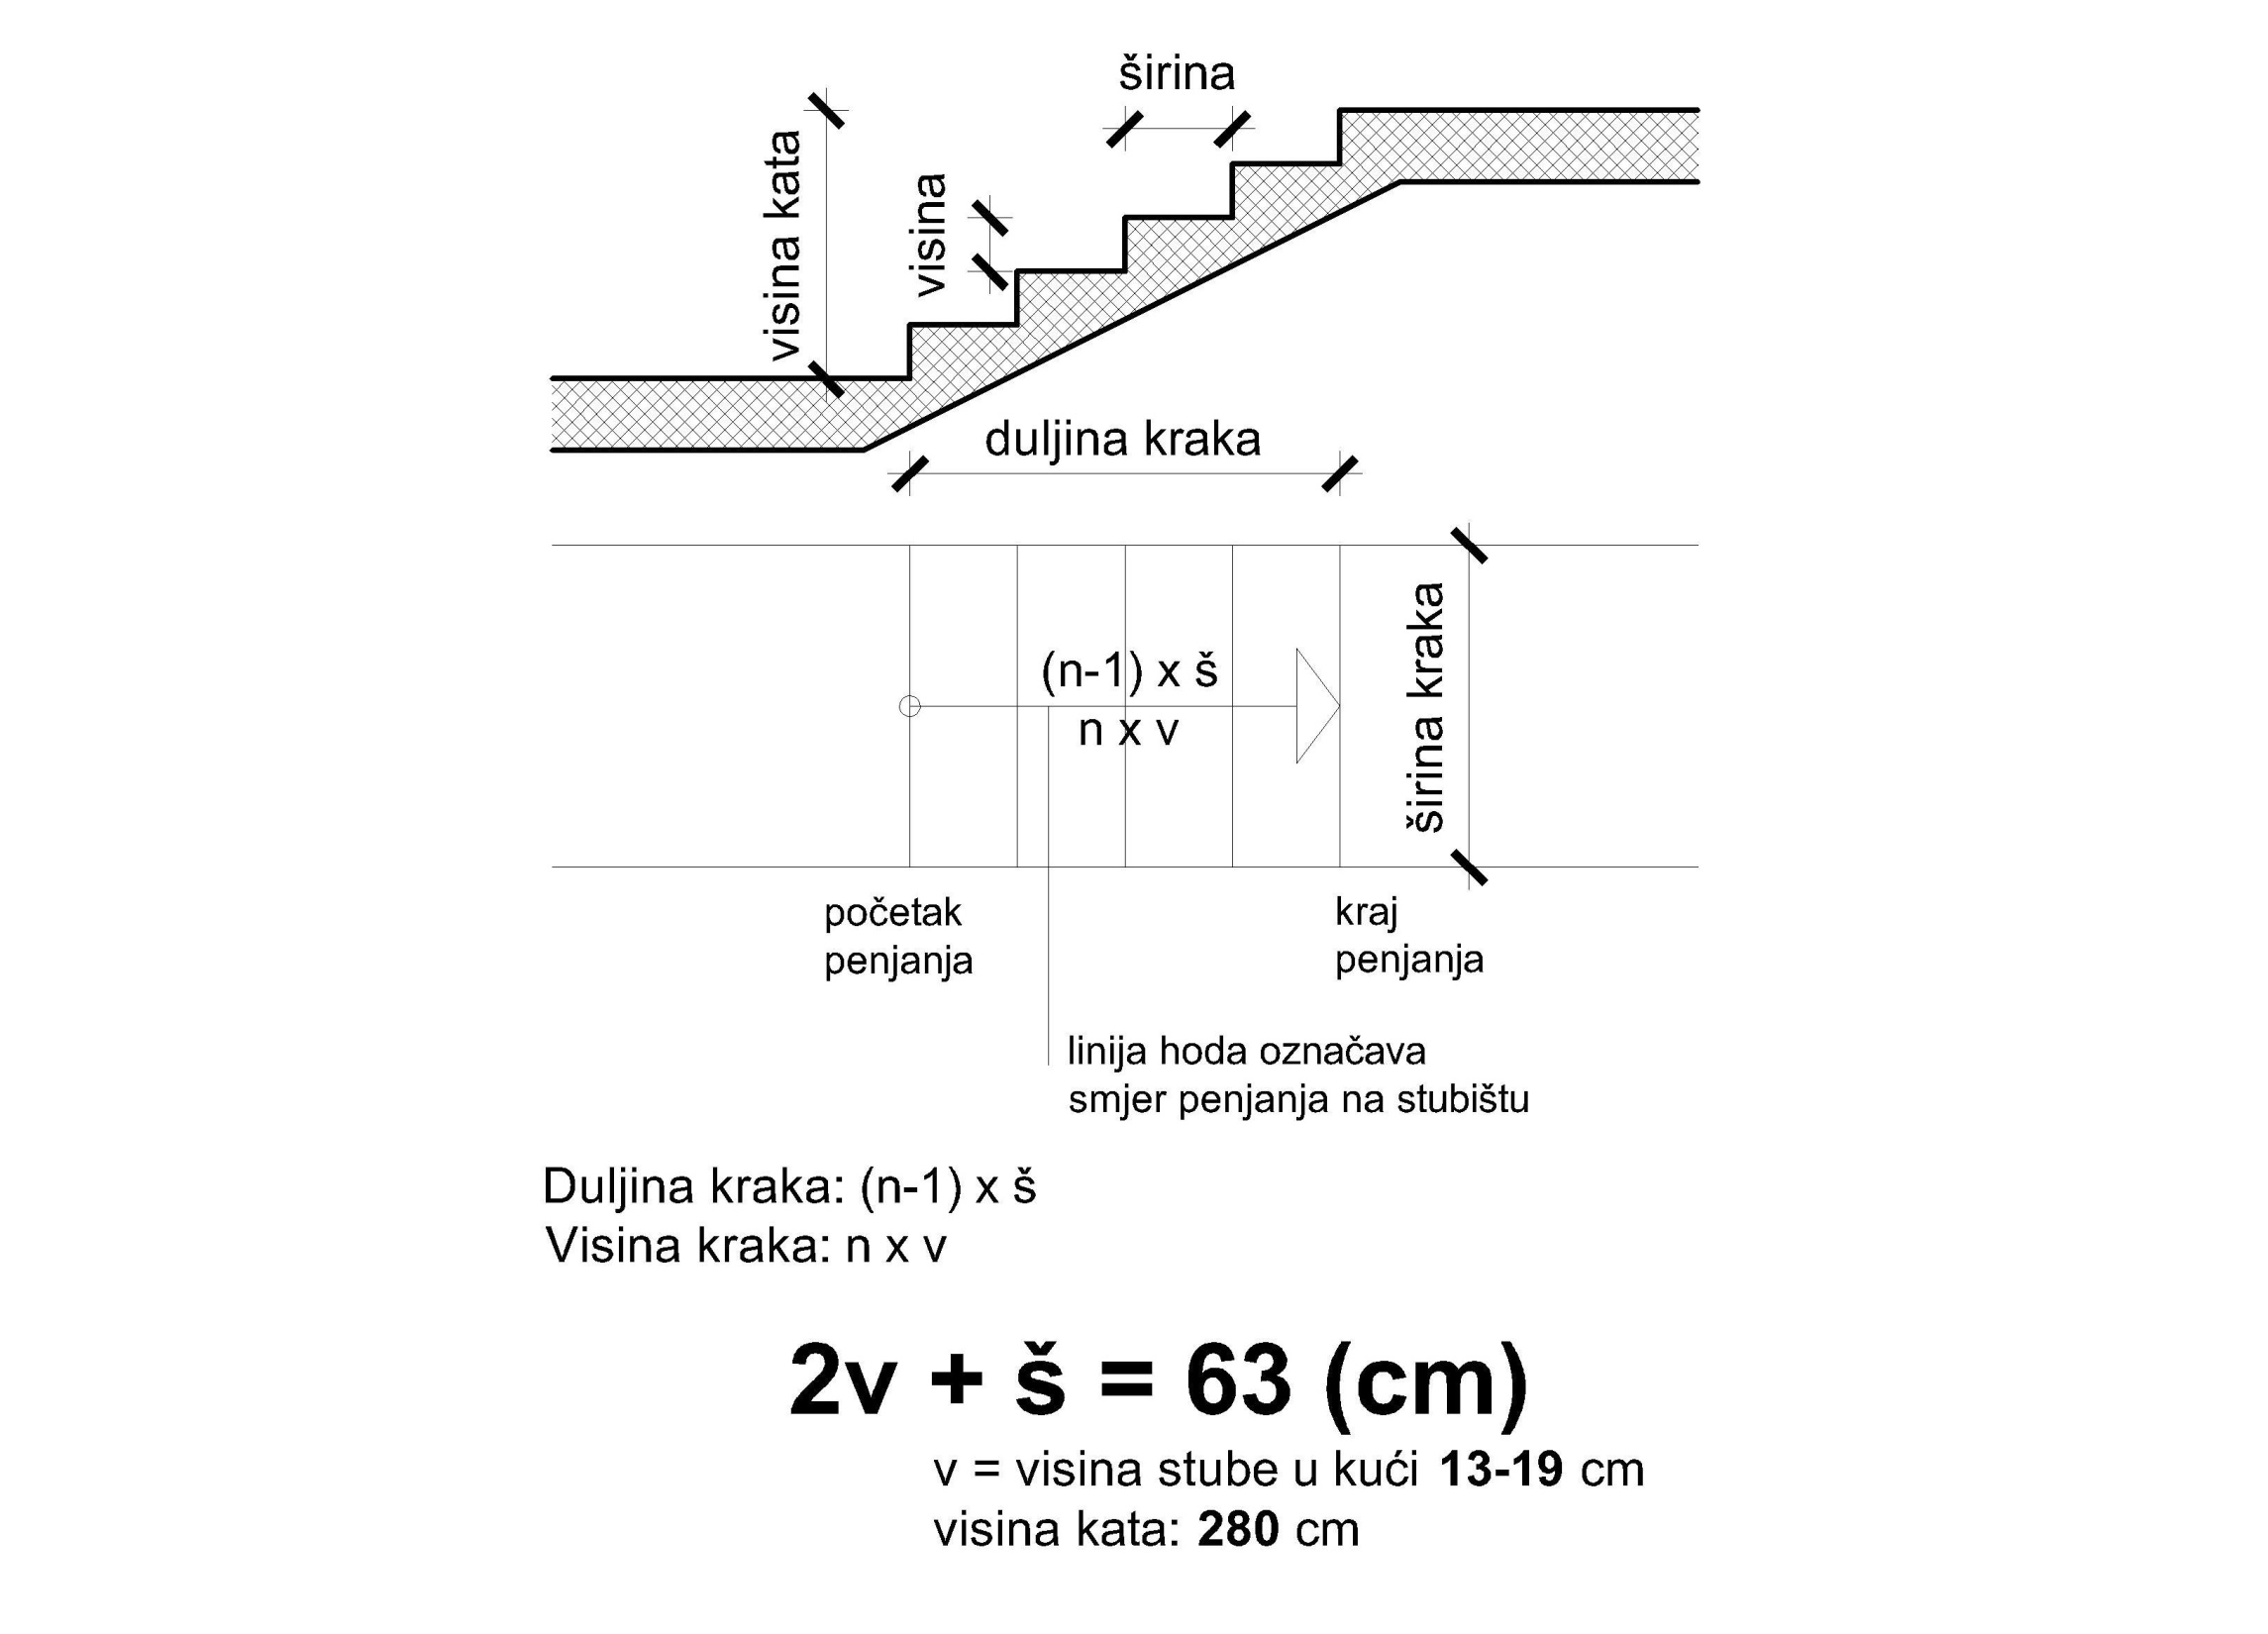 širina
visina kata
visina
duljina kraka
(n-1) x š
n x v
širina kraka
početak
penjanja
kraj
penjanja
linija hoda označava
smjer penjanja na stubištu
Duljina kraka: (n-1) x š
Visina kraka: n x v
2v + š = 63 (cm)
v = visina stube u kući 13-19 cm
visina kata: 280 cm